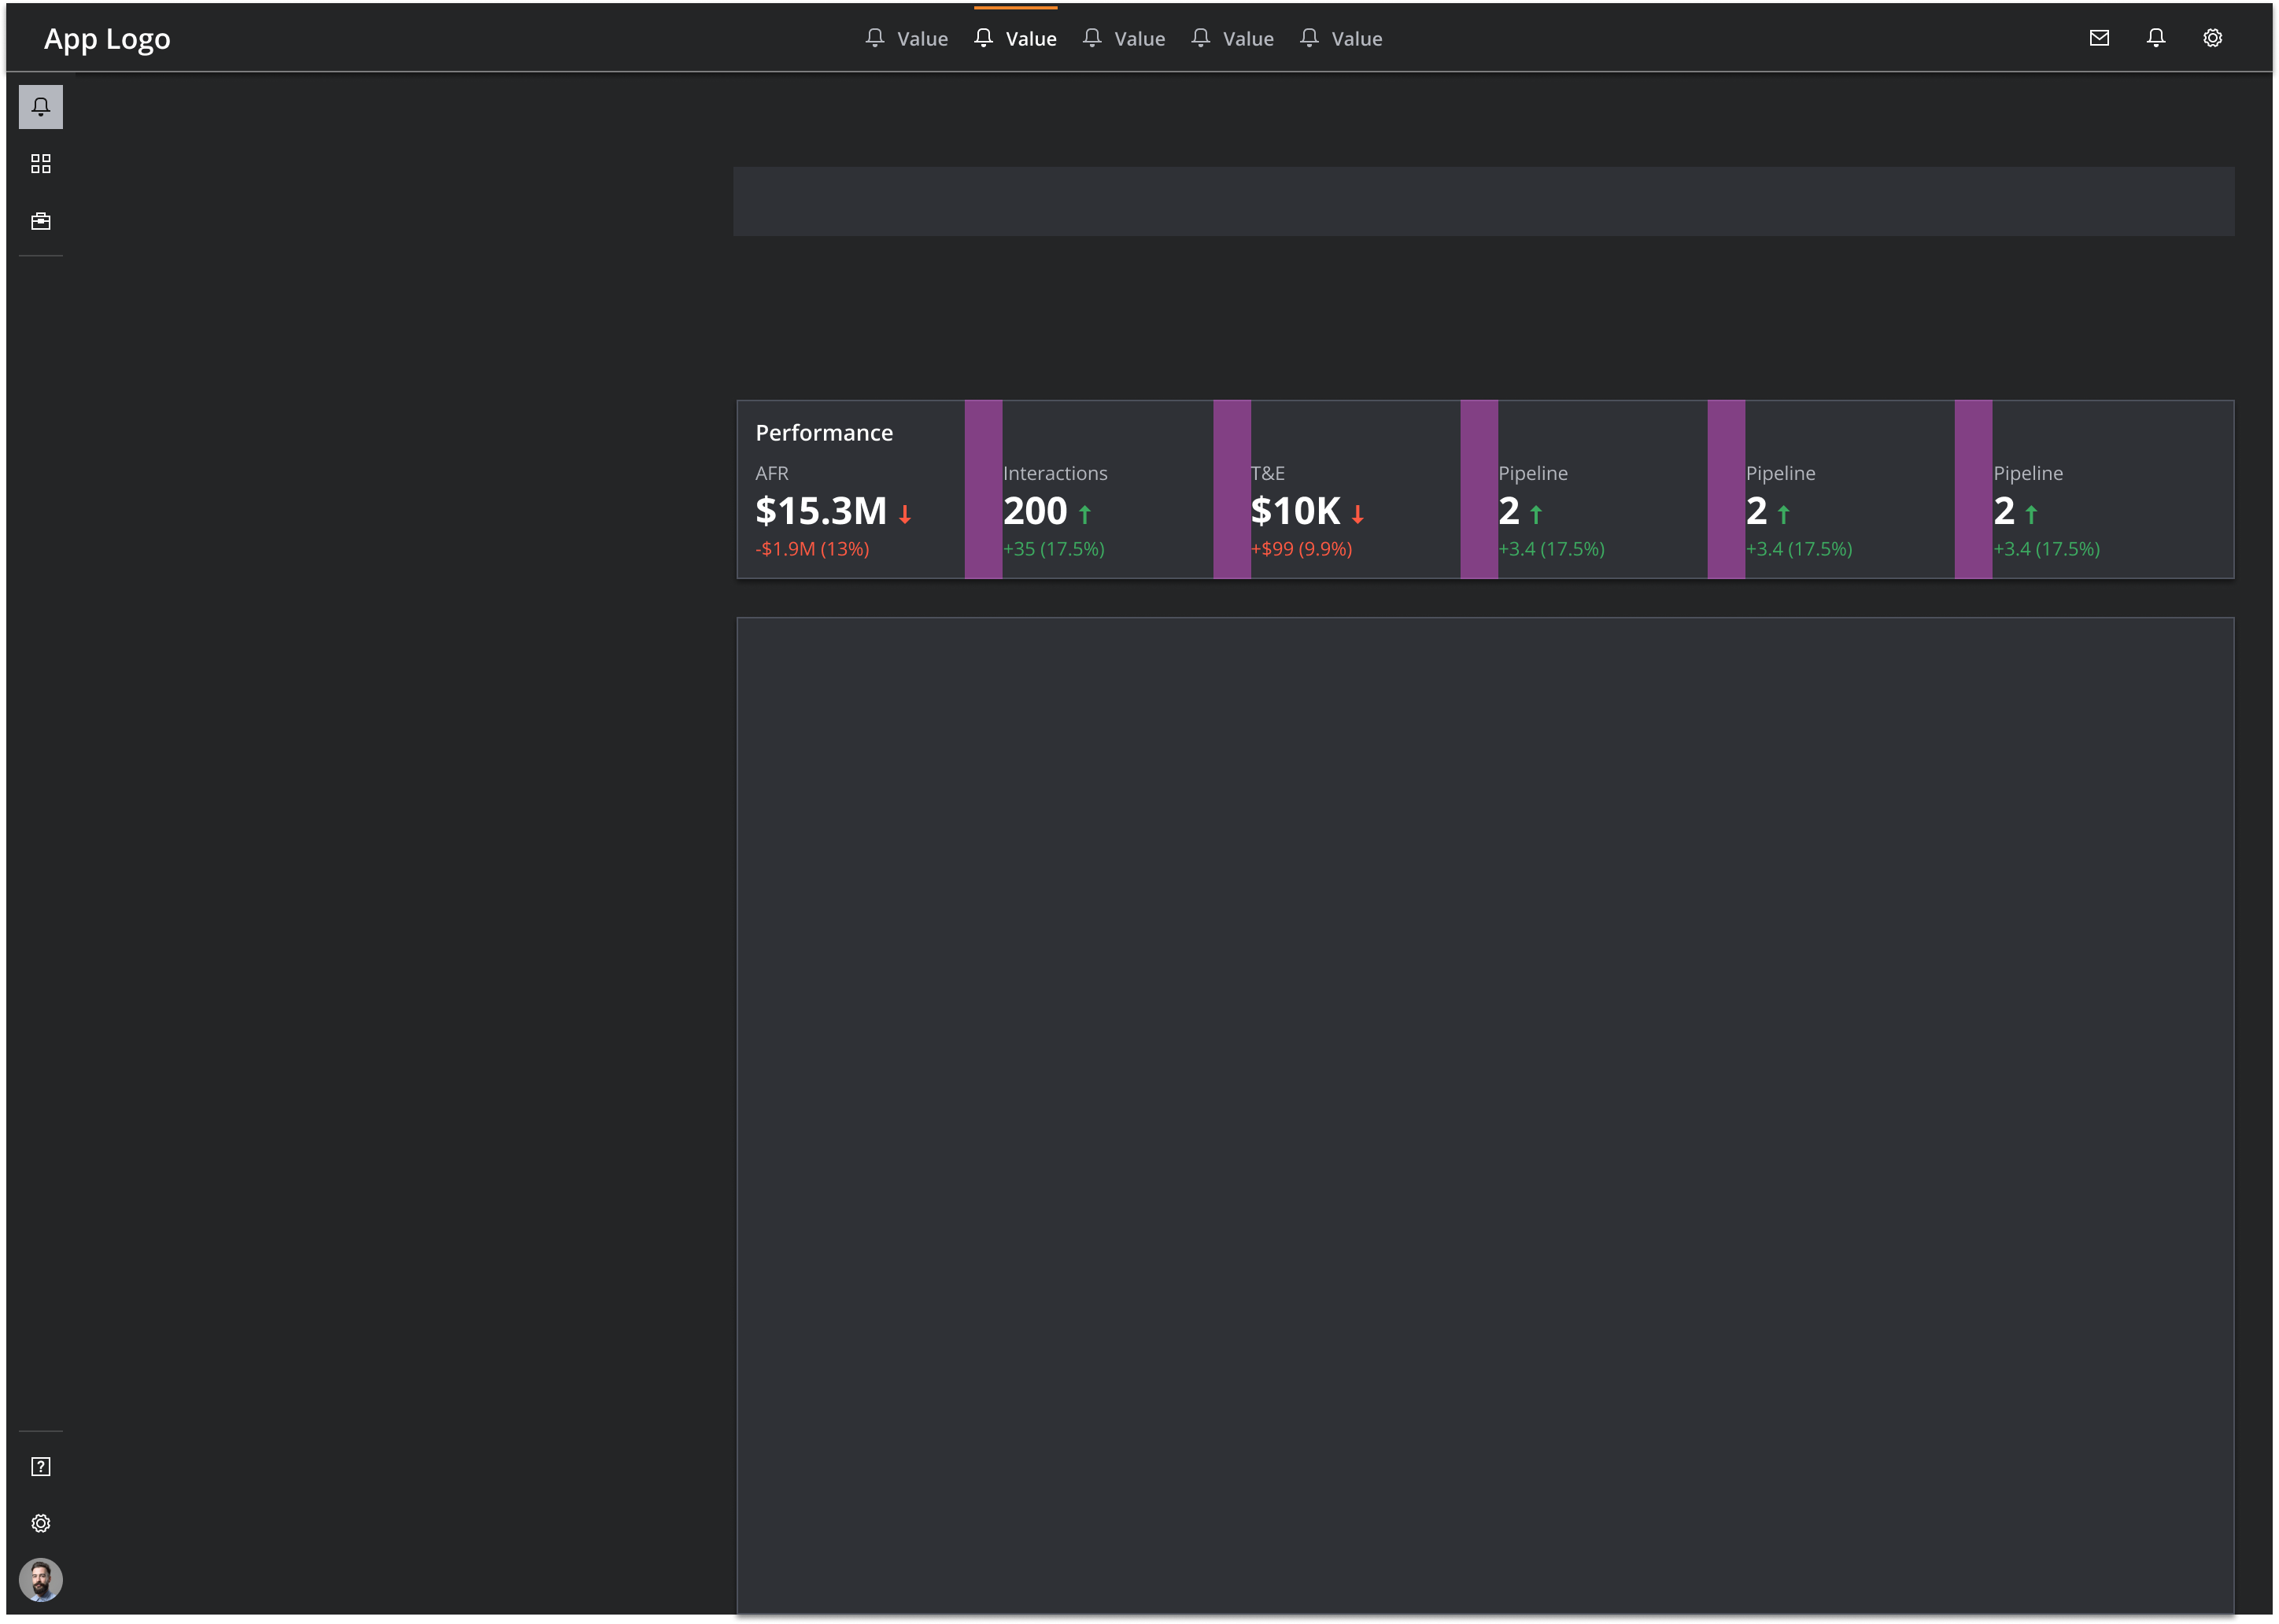 App Logo
Value Value Value Value Value
Performance
AFR Interactions T&E Pipeline Pipeline Pipeline
$15.3M 200 $10K 2 2 2
-$1.9M (13%) +35 (17.5%) +$99 (9.9%) +3.4 (17.5%) +3.4 (17.5%) +3.4 (17.5%)
?